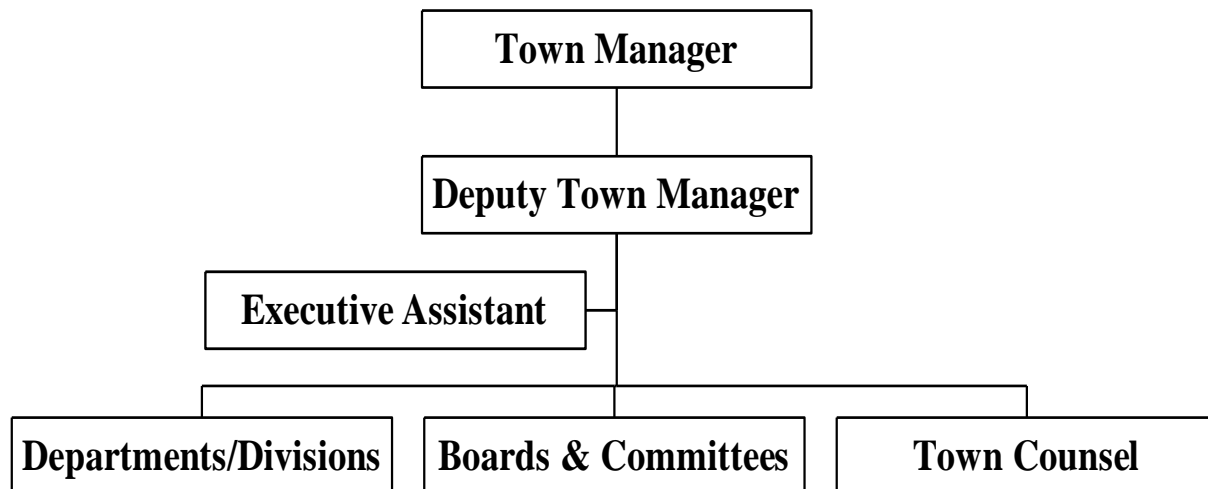 Town Manager
Deputy Town Manager
Executive Assistant
Departments/Divisions
Boards & Committees
Town Counsel